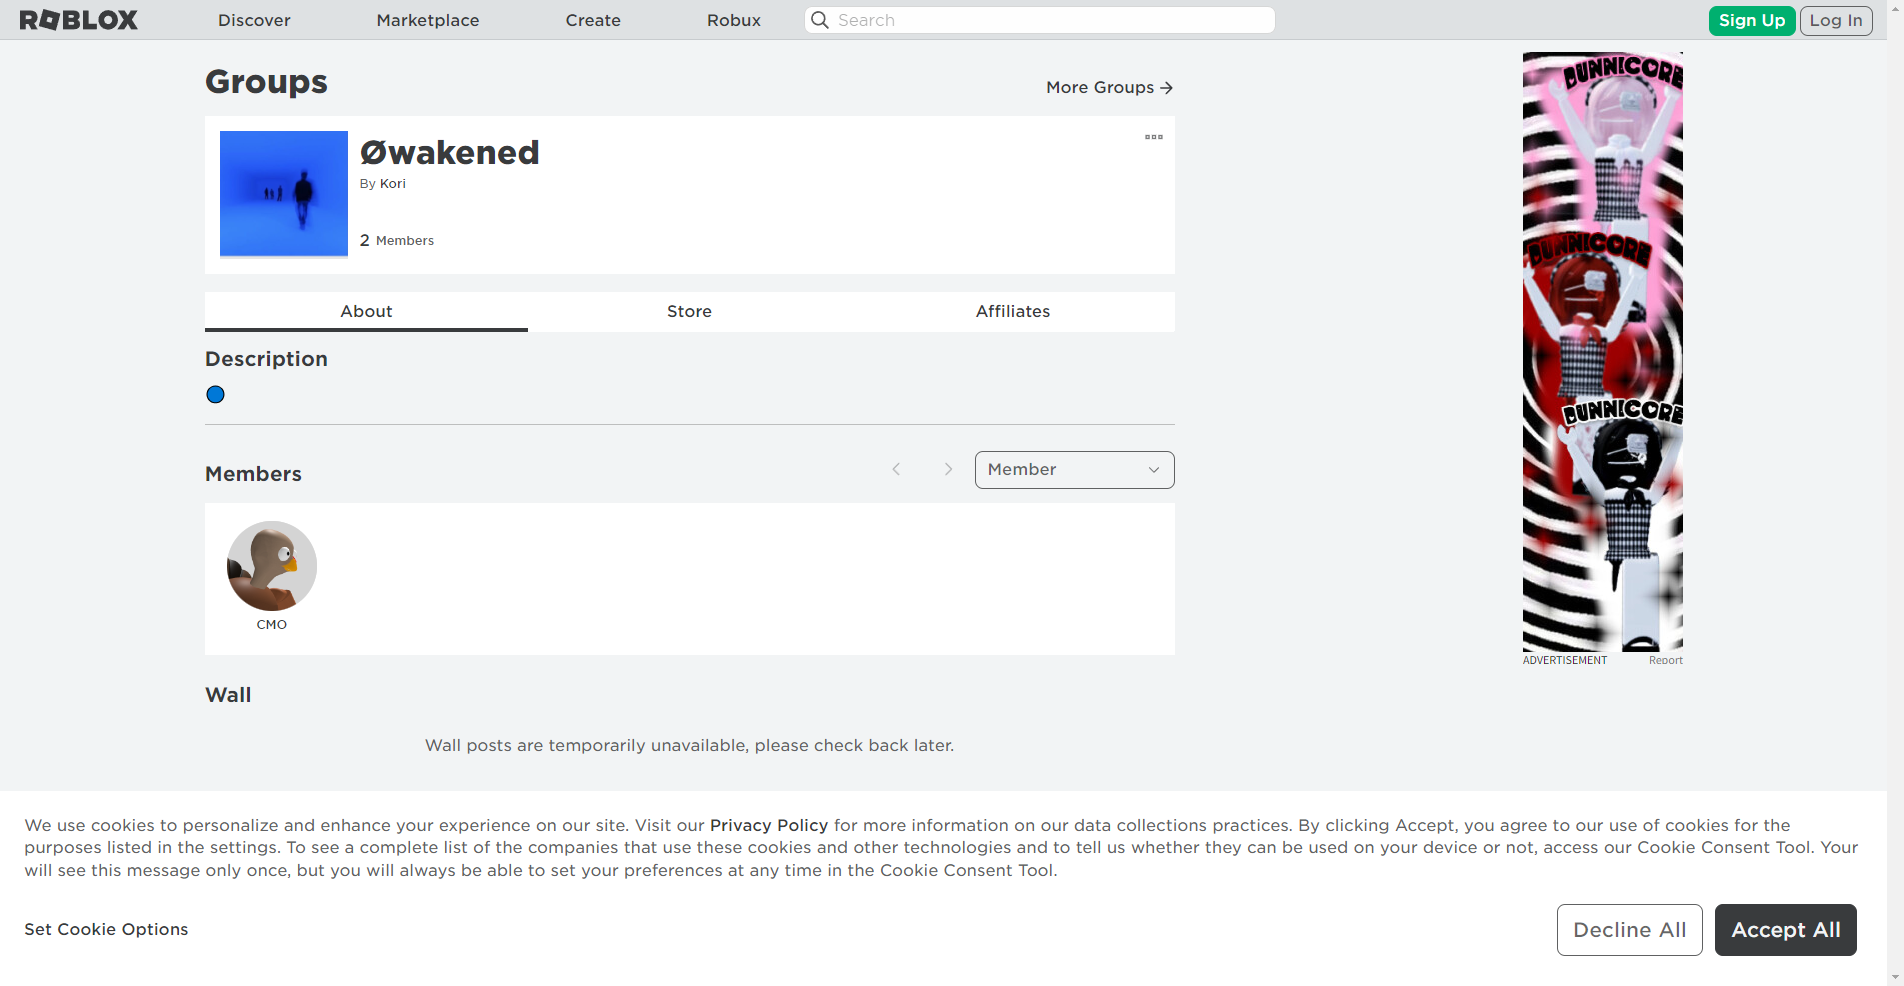 ROBLOX
Discover
Marketplace
Create
Robux
Search
Sign Up
Log In
Groups
More Groups
Øwakened
By Kori
2 Members
About
Store
Affiliates
Description
Members
Member
CMO
Wall
Wall posts are temporarily unavailable, please check back later.
BUNNICORE
BUNNICORE
BUNNICORE
ADVERTISEMENT
Report
We use cookies to personalize and enhance your experience on our site. Visit our Privacy Policy for more information on our data collections practices. By clicking Accept, you agree to our use of cookies for the
purposes listed in the settings. To see a complete list of the companies that use these cookies and other technologies and to tell us whether they can be used on your device or not, access our Cookie Consent Tool. Your
will see this message only once, but you will always be able to set your preferences at any time in the Cookie Consent Tool.
Set Cookie Options
Decline All
Accept All